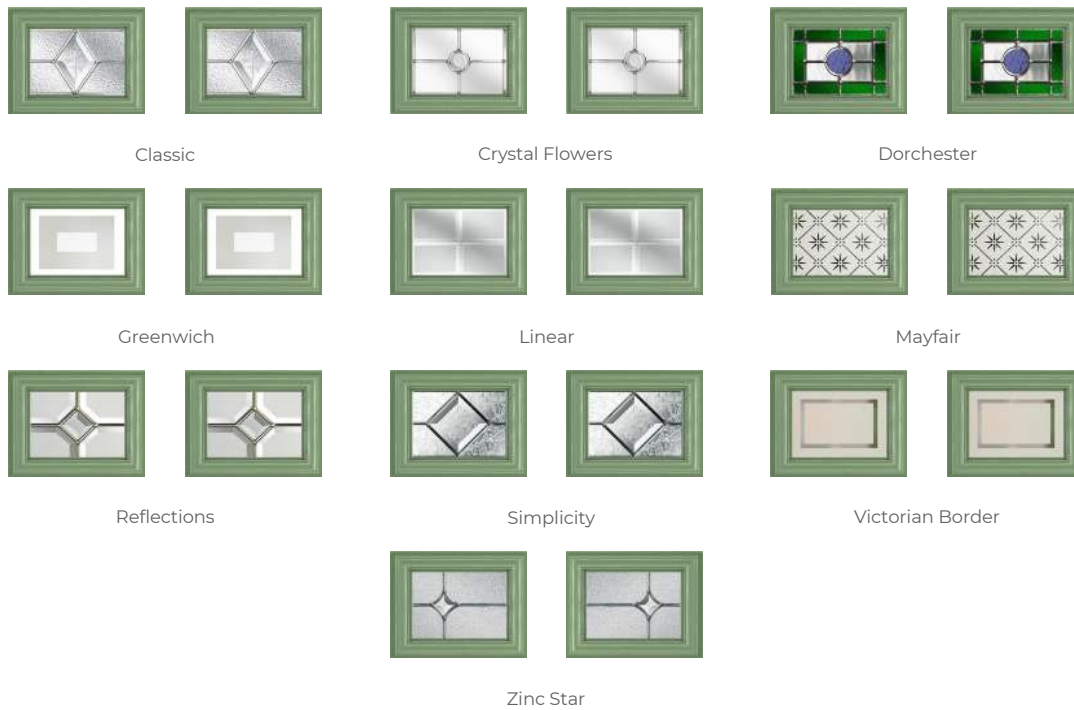 Classic
Crystal Flowers
Dorchester
Greenwich
Linear
Mayfair
Reflections
Simplicity
Victorian Border
Zinc Star